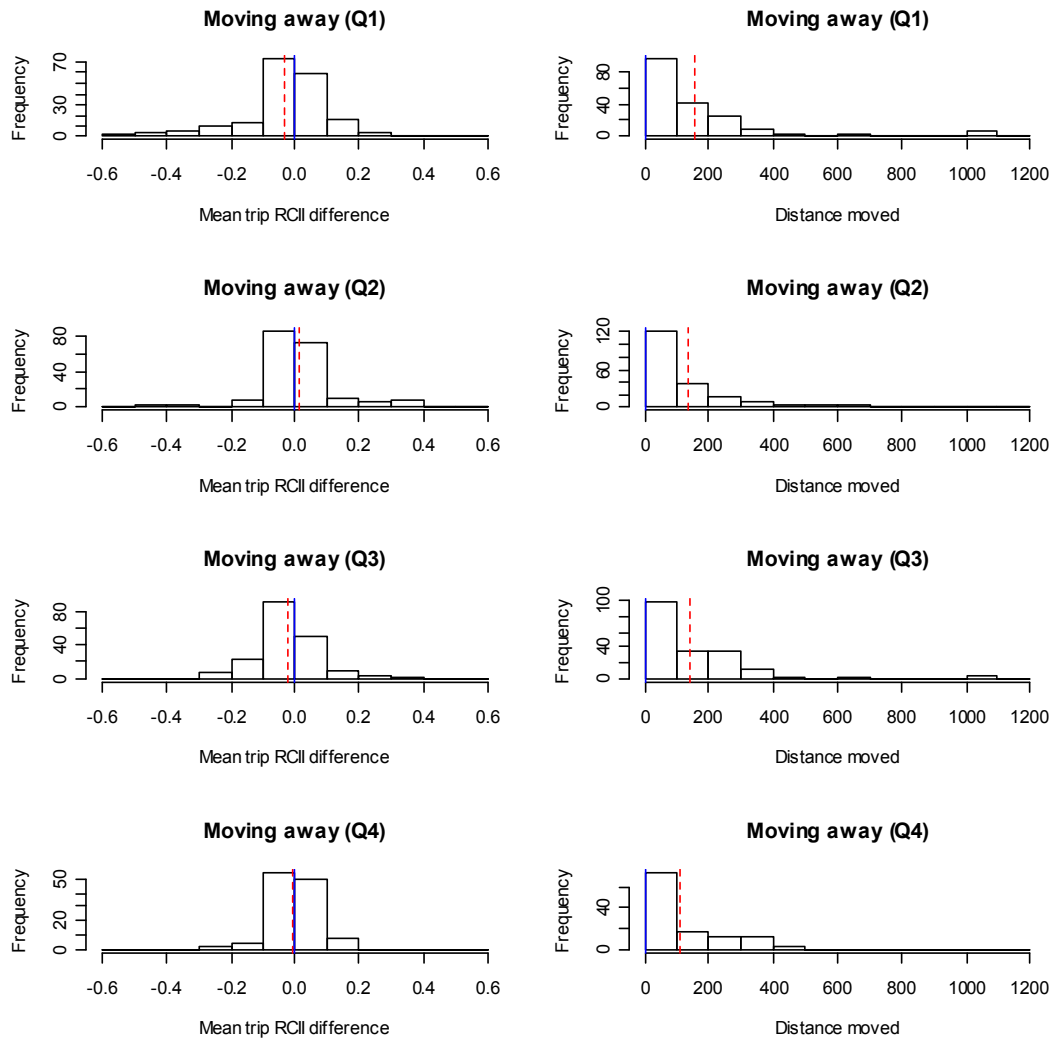 Moving away (Q1)
Frequency
0 30 70
-0.6 -0.4 -0.2 0.0 0.2 0.4 0.6
Mean trip RCII difference
Moving away (Q1)
Frequency
0 40 80
0 200 400 600 800 1000 1200
Distance moved
Moving away (Q2)
Frequency
0 40 80
-0.6 -0.4 -0.2 0.0 0.2 0.4 0.6
Mean trip RCII difference
Moving away (Q2)
Frequency
0 60 120
0 200 400 600 800 1000 1200
Distance moved
Moving away (Q3)
Frequency
0 40 80
-0.6 -0.4 -0.2 0.0 0.2 0.4 0.6
Mean trip RCII difference
Moving away (Q3)
Frequency
0 40 100
0 200 400 600 800 1000 1200
Distance moved
Moving away (Q4)
Frequency
0 20 50
-0.6 -0.4 -0.2 0.0 0.2 0.4 0.6
Mean trip RCII difference
Moving away (Q4)
Frequency
0 40
0 200 400 600 800 1000 1200
Distance moved